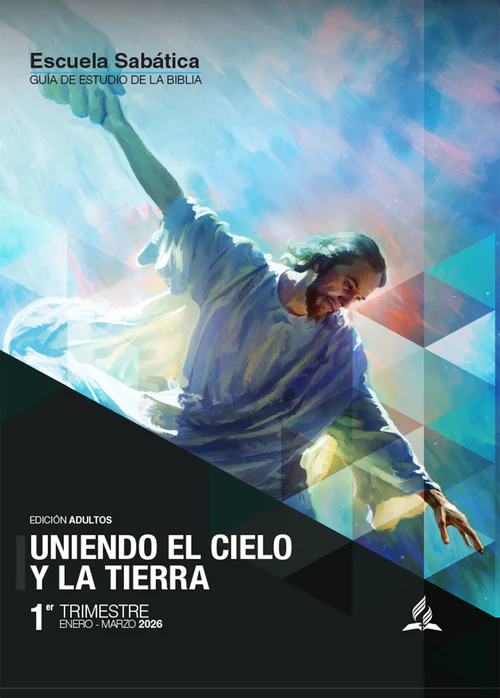 Escuela Sabática
GUÍA DE ESTUDIO DE LA BIBLIA
EDICIÓN ADULTOS
UNIENDO EL CIELO
Y LA TIERRA
1er TRIMESTRE
ENERO - MARZO 2026